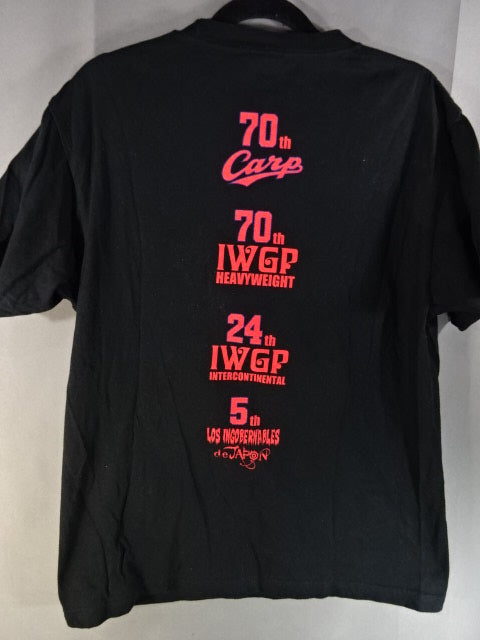 70th
Carp
70th
IWGP
HEAVYWEIGHT
24th
IWGP
INTERCONTINENTAL
5th
LOS INGOBERNABLES
de JAPON